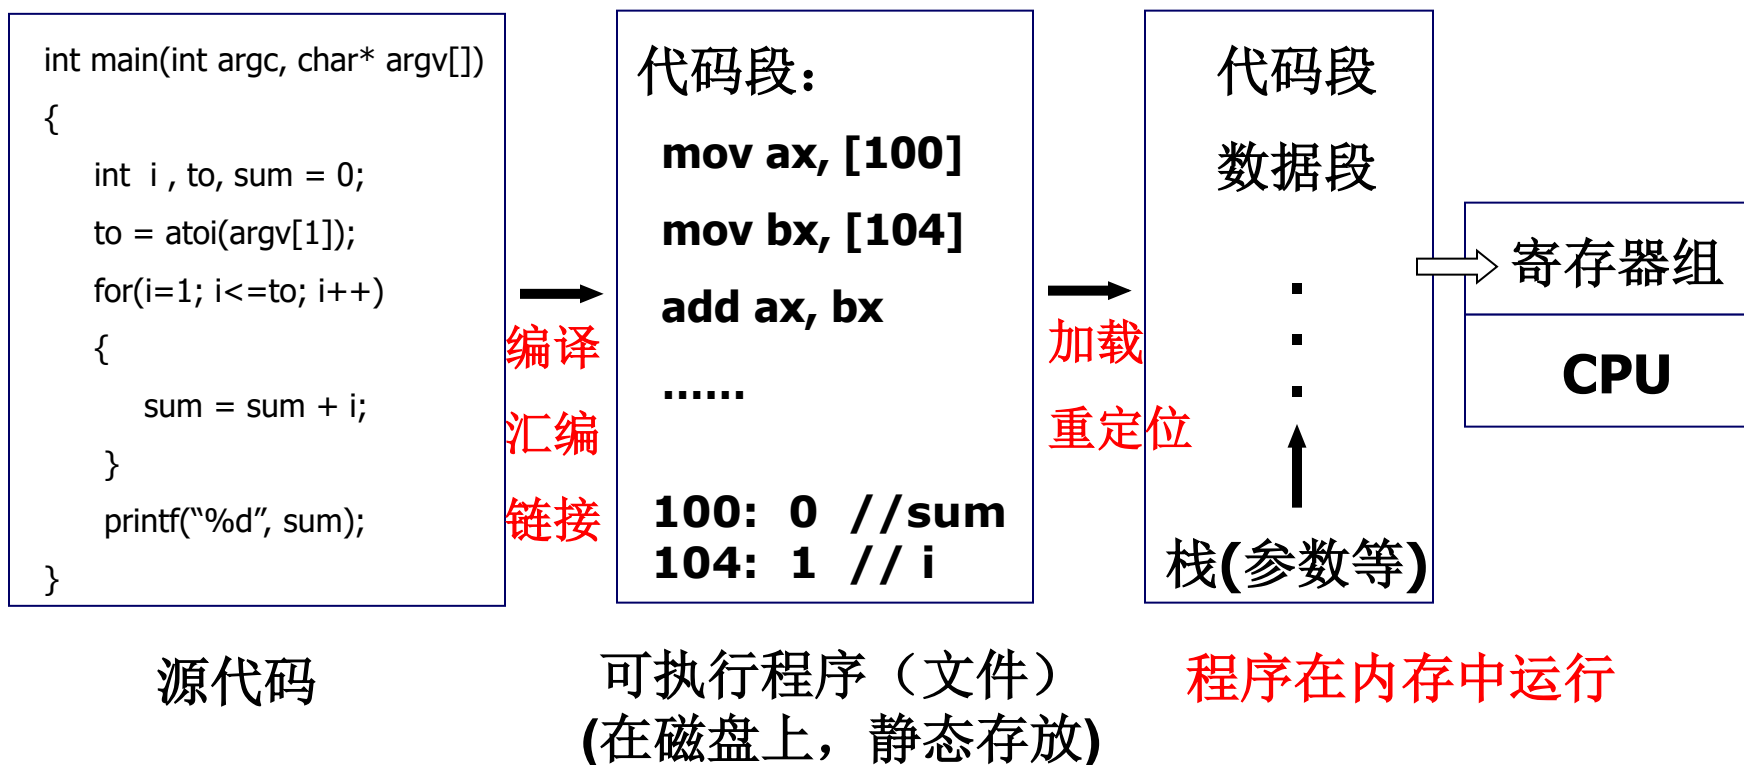 int main(int argc, char* argv[])
{
int i , to, sum = 0;
to = atoi(argv[1]);
for(i=1; i<=to; i++)
{
sum = sum + i;
}
printf(“%d”, sum);
}
源代码
编译
汇编
链接
代码段：
mov ax, [100]
mov bx, [104]
add ax, bx
......
100: 0 //sum
104: 1 // i
可执行程序（文件）
(在磁盘上，静态存放)
加载
重定位
代码段
数据段
.
.
.
栈(参数等)
程序在内存中运行
寄存器组
CPU